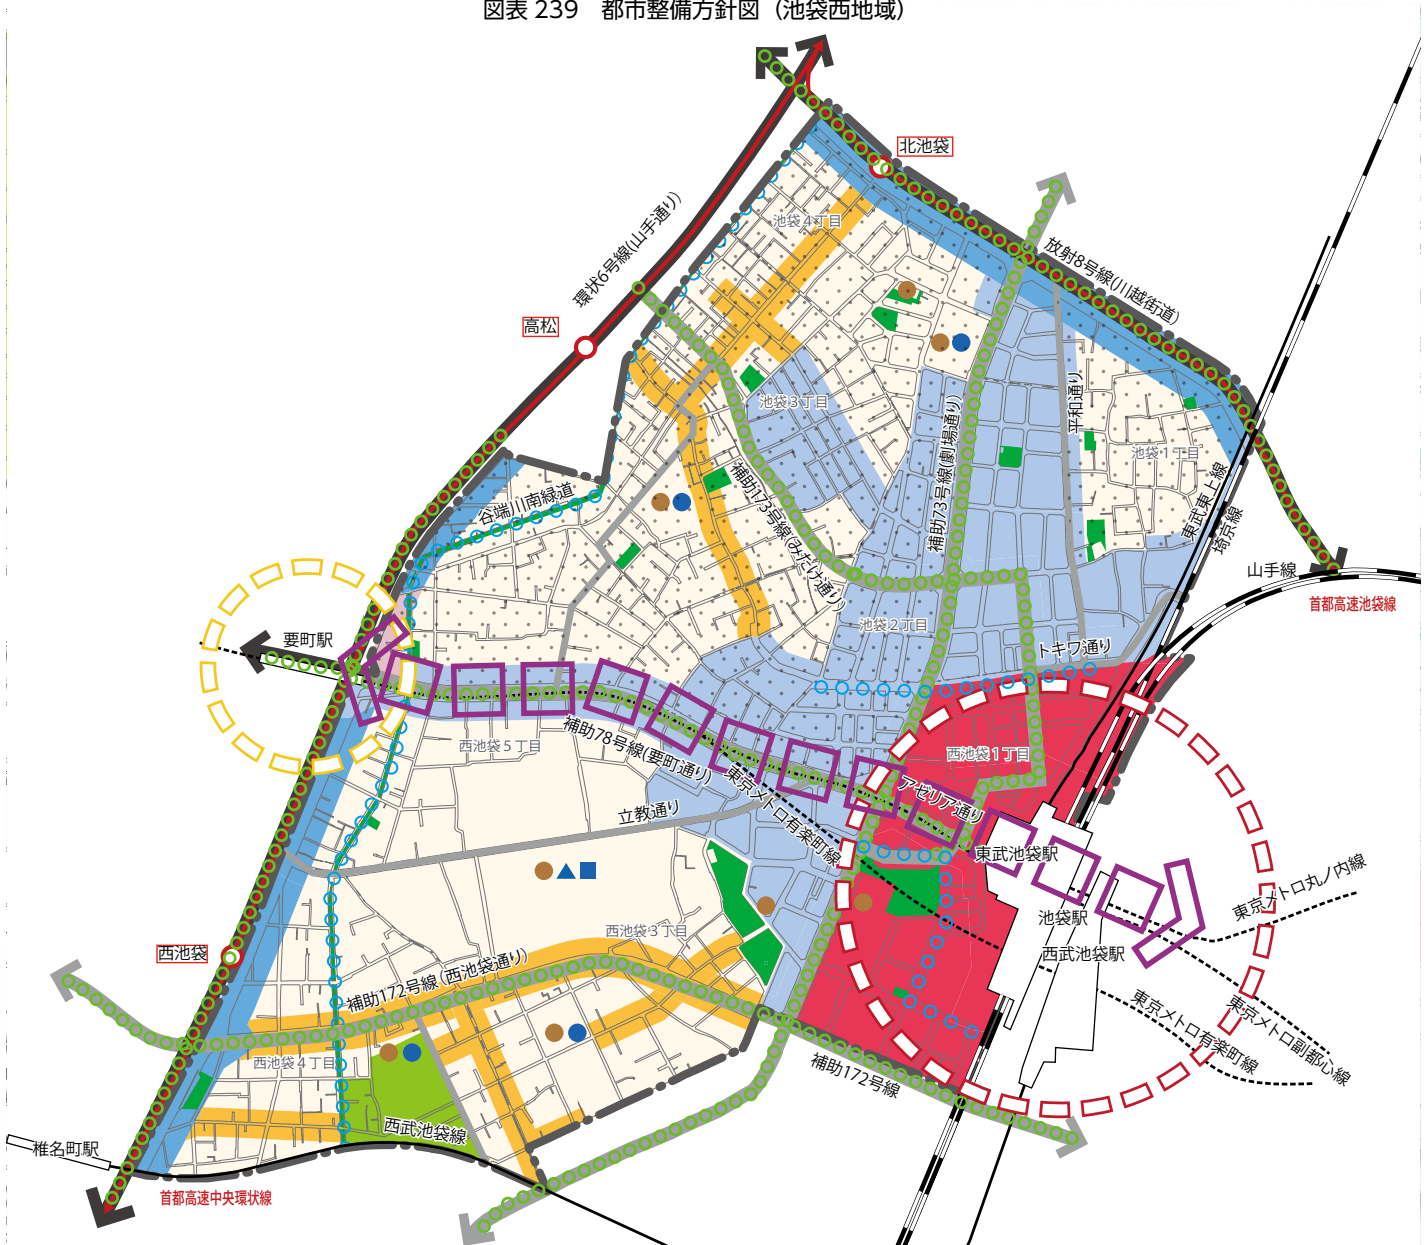 図表 239　都市整備方針図（池袋西地域）
北池袋
池袋４丁目
環状6号線(山手通り)
放射8号線(川越街道)
高松
池袋３丁目
平和通り
補助73号線(劇場通り)
池袋１丁目
補助173号線(みたけ通り)
谷端川南緑道
東武東上線
埼京線
山手線
首都高速池袋線
要町駅
池袋２丁目
トキワ通り
西池袋５丁目
補助78号線(要町通り)
西池袋１丁目
東京メトロ有楽町線
アゼリア通り
立教通り
東武池袋駅
東京メトロ丸ノ内線
池袋駅
西武池袋駅
西池袋３丁目
西池袋
補助172号線(西池袋通り)
東京メトロ有楽町線
東京メトロ副都心線
西池袋４丁目
補助172号線
西武池袋線
椎名町駅
首都高速中央環状線